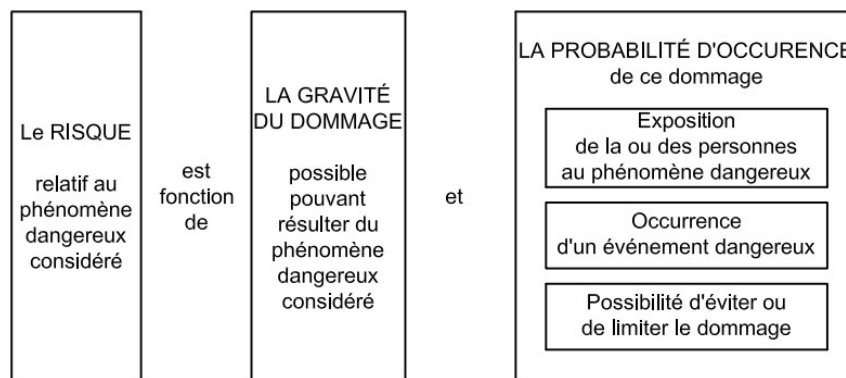 Le RISQUE
relatif au
phénomène
dangereux
considéré
est
fonction
de
LA GRAVITÉ
DU DOMMAGE
possible
pouvant
résulter du
phénomène
dangereux
considéré
et
LA PROBABILITÉ D'OCCURENCE
de ce dommage
Exposition
de la ou des personnes
au phénomène dangereux
Occurrence
d'un événement dangereux
Possibilité d'éviter ou
de limiter le dommage